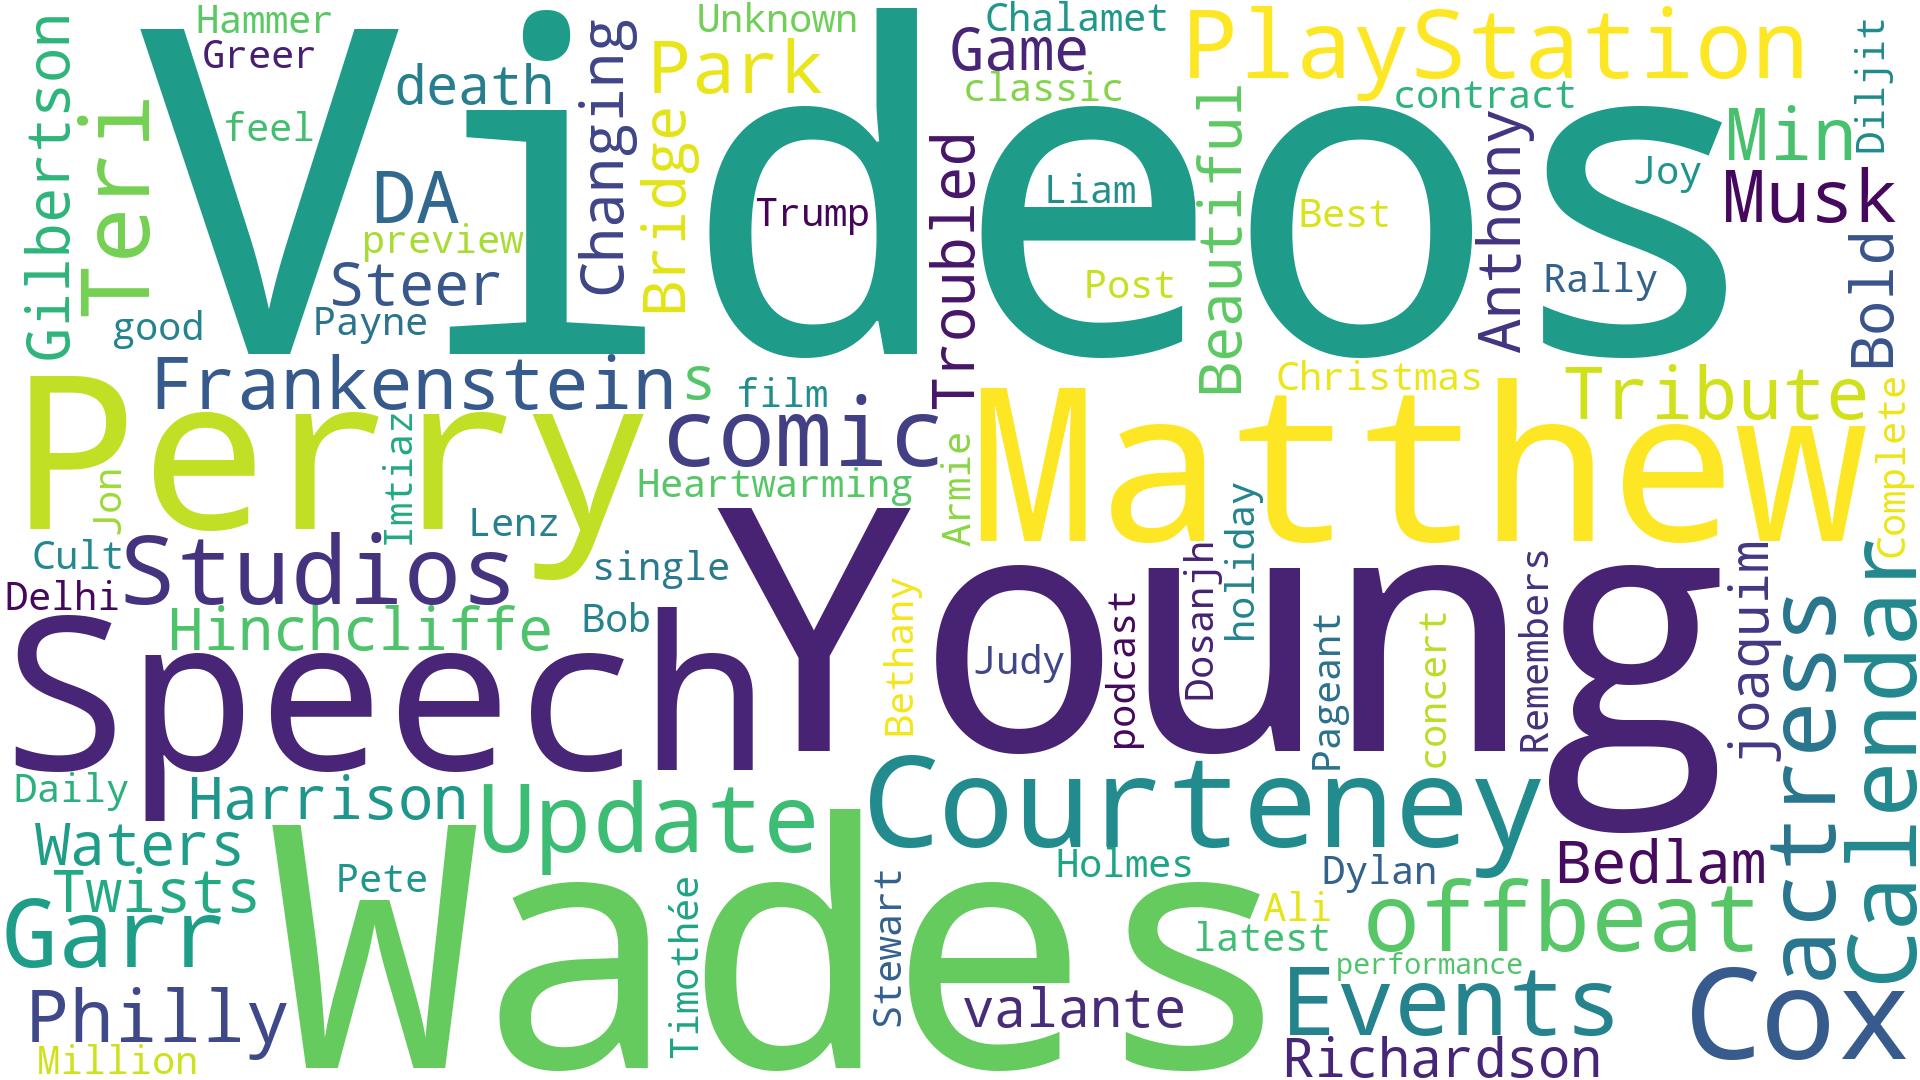 Videos
Hammer
Greer
feel
death
Changing
Unknown
Park
Bridge
Chalamet
Game
classic
PlayStation
contract
Diljit
Min
Musk
Joy
Bold
Gilbertson
Teri
good
DA
preview
Steer
Payne
Trump
Troubled
Liam
Post
Beautiful
Best
Anthony
Rally
Frankenstein
s
film
comic
Christmas
Tribute
Complete
Perry
Jon
Imtiaz
Lenz
Heartwarming
Armie
Matthew
holiday
Cult
Delhi
Studios
single
Hinchcliffe
Bob
Speech
Young
Bethany
Judy
podcast
Dosanjh
Pageant
concert
Remembers
joaquim
actress
Calendar
Daily
Harrison
Update
Courteney
Waters
Twists
Garr
Pete
Wades
Timothée
Stewart
Holmes
Dylan
Bedlam
Ali
latest
offbeat
performance
Philly
Million
valante
Events
Richardson
Cox